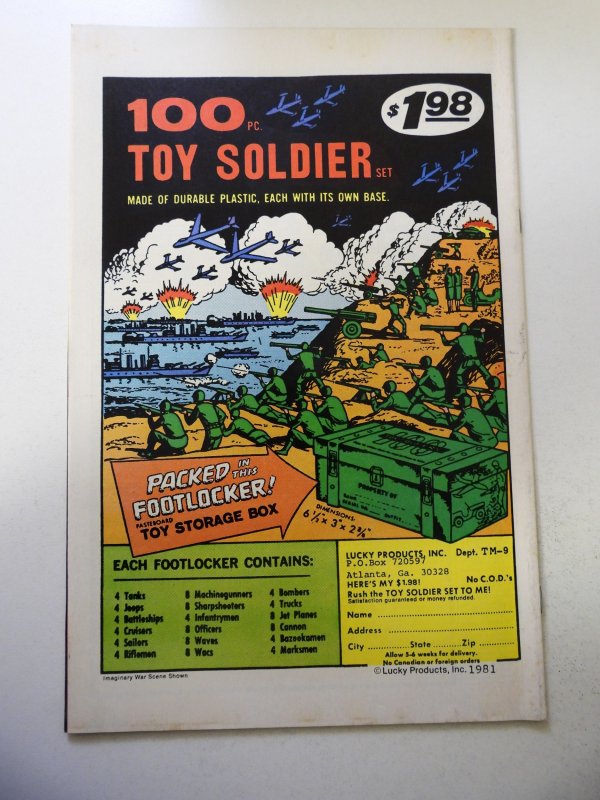 100 PC.
$1.98
TOY SOLDIER SET
MADE OF DURABLE PLASTIC, EACH WITH ITS OWN BASE.
PACKED IN THIS
FOOTLOCKER!
PASTEBOARD
TOY STORAGE BOX
DIMENSIONS:
6 1/2 x 3" x 2 3/8"
PROPERTY OF
NAME
SERIAL NO. OUTFIT
EACH FOOTLOCKER CONTAINS:
4 Tanks 8 Machinegunners 4 Bombers
4 Jeeps 8 Sharpshooters 4 Trucks
4 Battleships 4 Infantrymen 8 Jet Planes
4 Cruisers 8 Officers 8 Cannon
4 Sailors 8 Waves 4 Bazookamen
4 Riflemen 8 Wacs 4 Marksmen
LUCKY PRODUCTS, INC. Dept. TM-9
P.O.Box 720597
Atlanta, Ga. 30328
HERE'S MY $1.98! No C.O.D.'s
Rush the TOY SOLDIER SET TO ME!
Satisfaction guaranteed or money refunded.
Name
Address
City State Zip
Allow 5-6 weeks for delivery.
No Canadian or foreign orders
Imaginary War Scene Shown
©Lucky Products, Inc. 1981